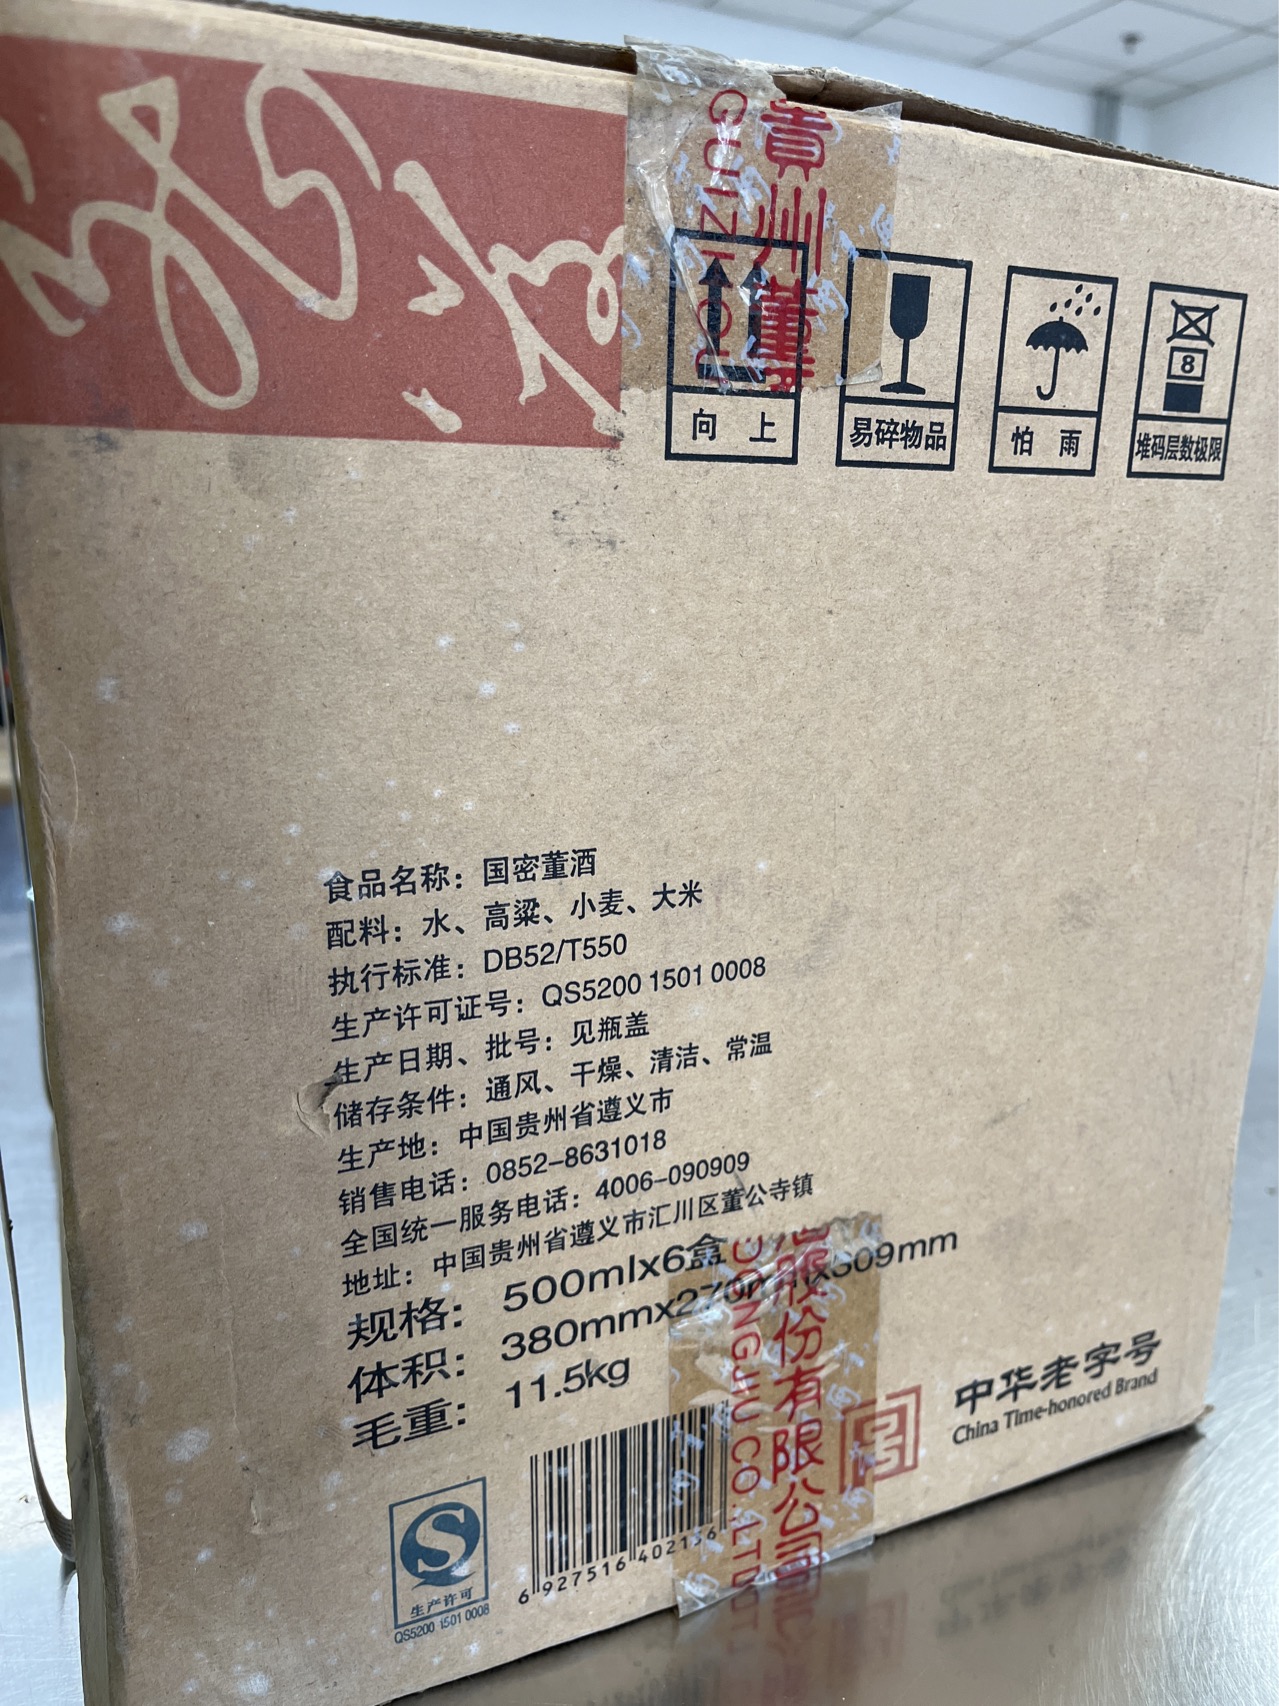 貴州董
向上
易碎物品
怕雨
8
堆码层数极限
食品名称：国密董酒
配料：水、高粱、小麦、大米
执行标准：DB52/T550
生产许可证号：QS5200 1501 0008
生产日期、批号：见瓶盖
储存条件：通风、干燥、清洁、常温
生产地：中国贵州省遵义市
销售电话：0852-8631018
全国统一服务电话：4006-090909
地址：中国贵州省遵义市汇川区董公寺镇
规格：500mlx6盒
体积：380mmx270mmx309mm
毛重：11.5kg
股份有限公司
DONGJIU CO.,LTD
中华老字号
China Time-honored Brand
生产许可
QS5200 1501 0008
6 927516 402156